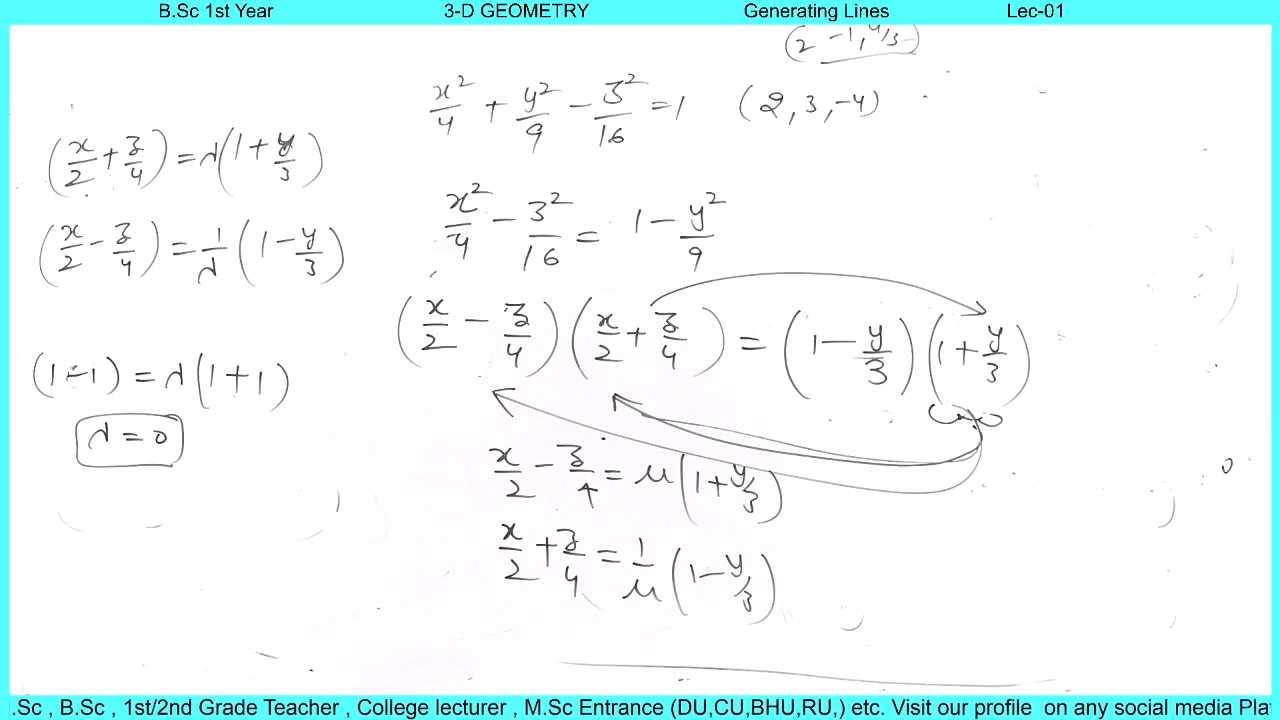 B.Sc 1st Year 3-D GEOMETRY Generating Lines Lec-01
(2 -1, 4/3)
x²/4 + y²/9 - z²/16 = 1 (2, 3, -4)
(x/2 + z/4) = λ(1 + y/3)
(x/2 - z/4) = 1/λ (1 - y/3)
x²/4 - z²/16 = 1 - y²/9
(x/2 - z/4)(x/2 + z/4) = (1 - y/3)(1 + y/3)
(1-1) = λ(1+1)
λ = 0
x/2 - z/4 = μ(1 + y/3)
x/2 + z/4 = 1/μ (1 - y/3)
.Sc , B.Sc , 1st/2nd Grade Teacher , College lecturer , M.Sc Entrance (DU,CU,BHU,RU,) etc. Visit our profile on any social media Pla